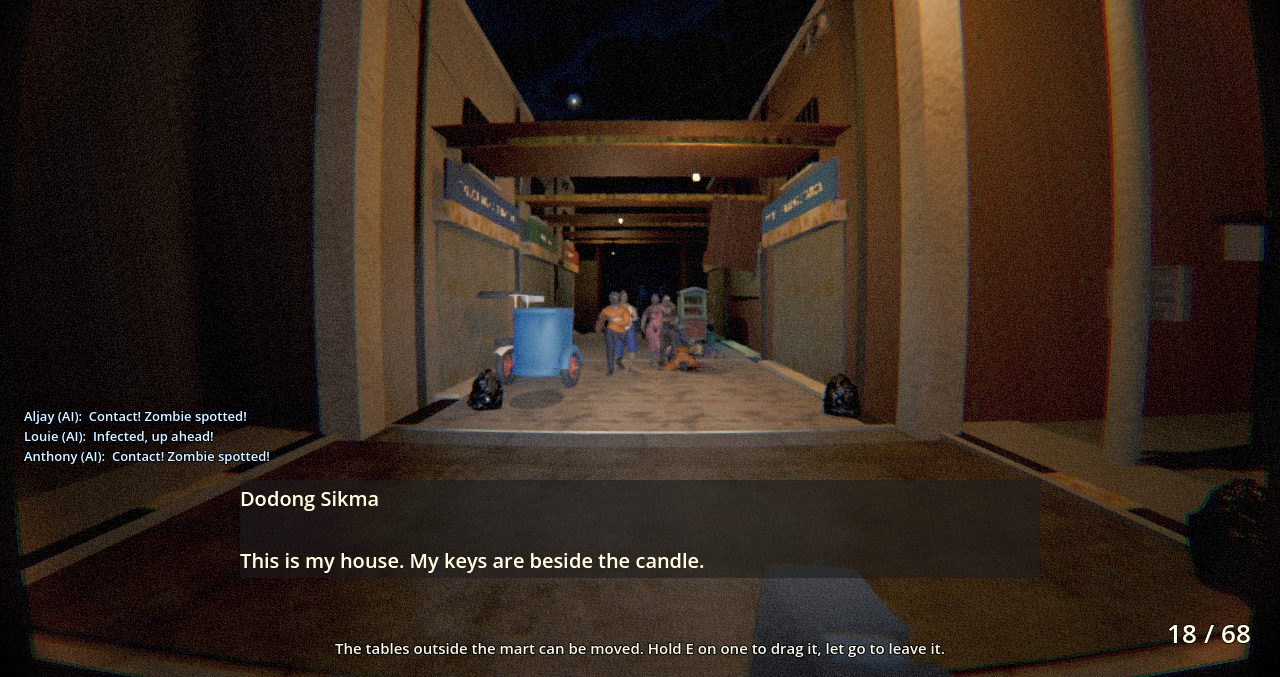 Aljay (AI):  Contact! Zombie spotted!
Louie (AI):  Infected, up ahead!
Anthony (AI):  Contact! Zombie spotted!
Dodong Sikma
This is my house. My keys are beside the candle.
18 / 68
The tables outside the mart can be moved. Hold E on one to drag it, let go to leave it.